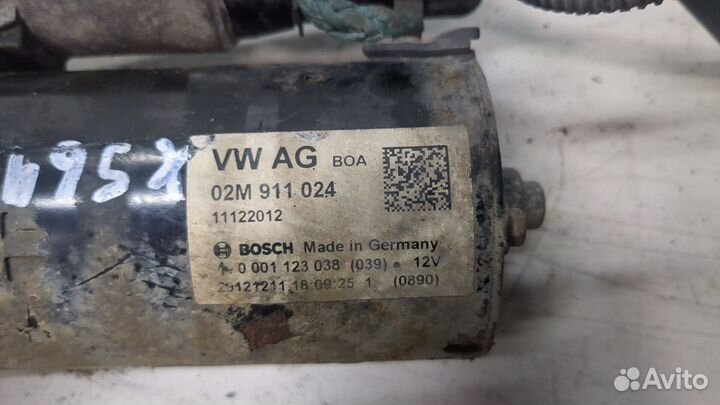 VW AG BOA
02M 911 024
11122012
BOSCH Made in Germany
0 001 123 038 (039) 12V
29121211 18:09:25 1 (0890)
Avito